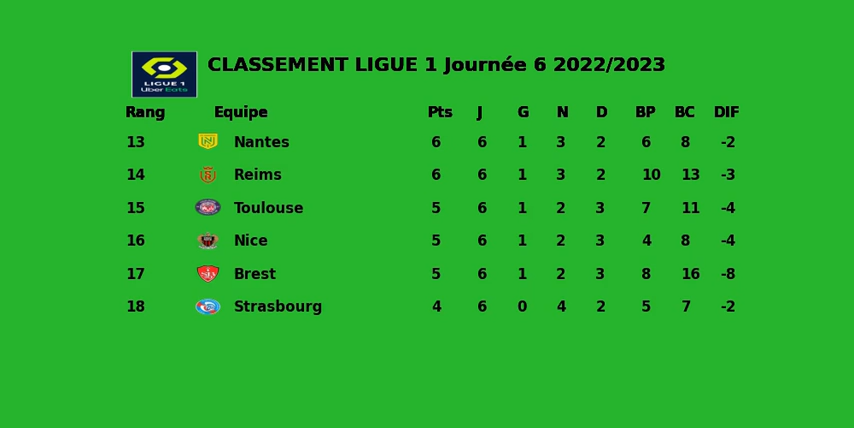 CLASSEMENT LIGUE 1 Journée 6 2022/2023
LIGUE 1
Uber Eats
Rang Equipe Pts J G N D BP BC DIF
13 Nantes 6 6 1 3 2 6 8 -2
14 Reims 6 6 1 3 2 10 13 -3
15 Toulouse 5 6 1 2 3 7 11 -4
16 Nice 5 6 1 2 3 4 8 -4
17 Brest 5 6 1 2 3 8 16 -8
18 Strasbourg 4 6 0 4 2 5 7 -2